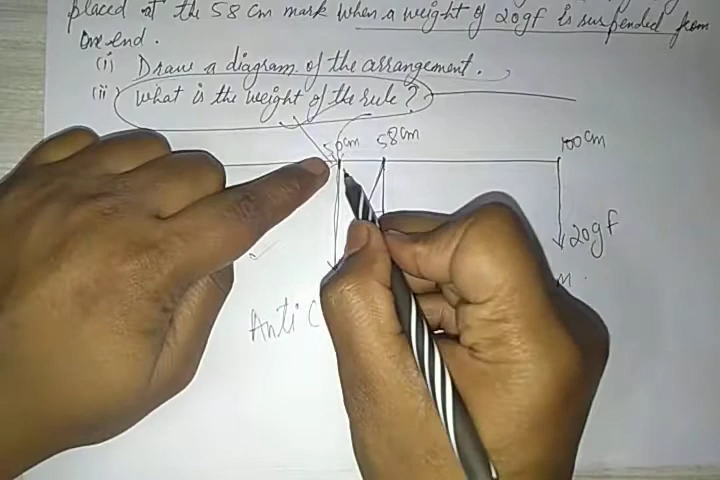 placed at the 58 cm mark when a weight of 20gf is suspended from
one end.
(i) Draw a diagram of the arrangement.
(ii) What is the weight of the rule?
50cm 58cm 100cm
20gf
m.
Anti C